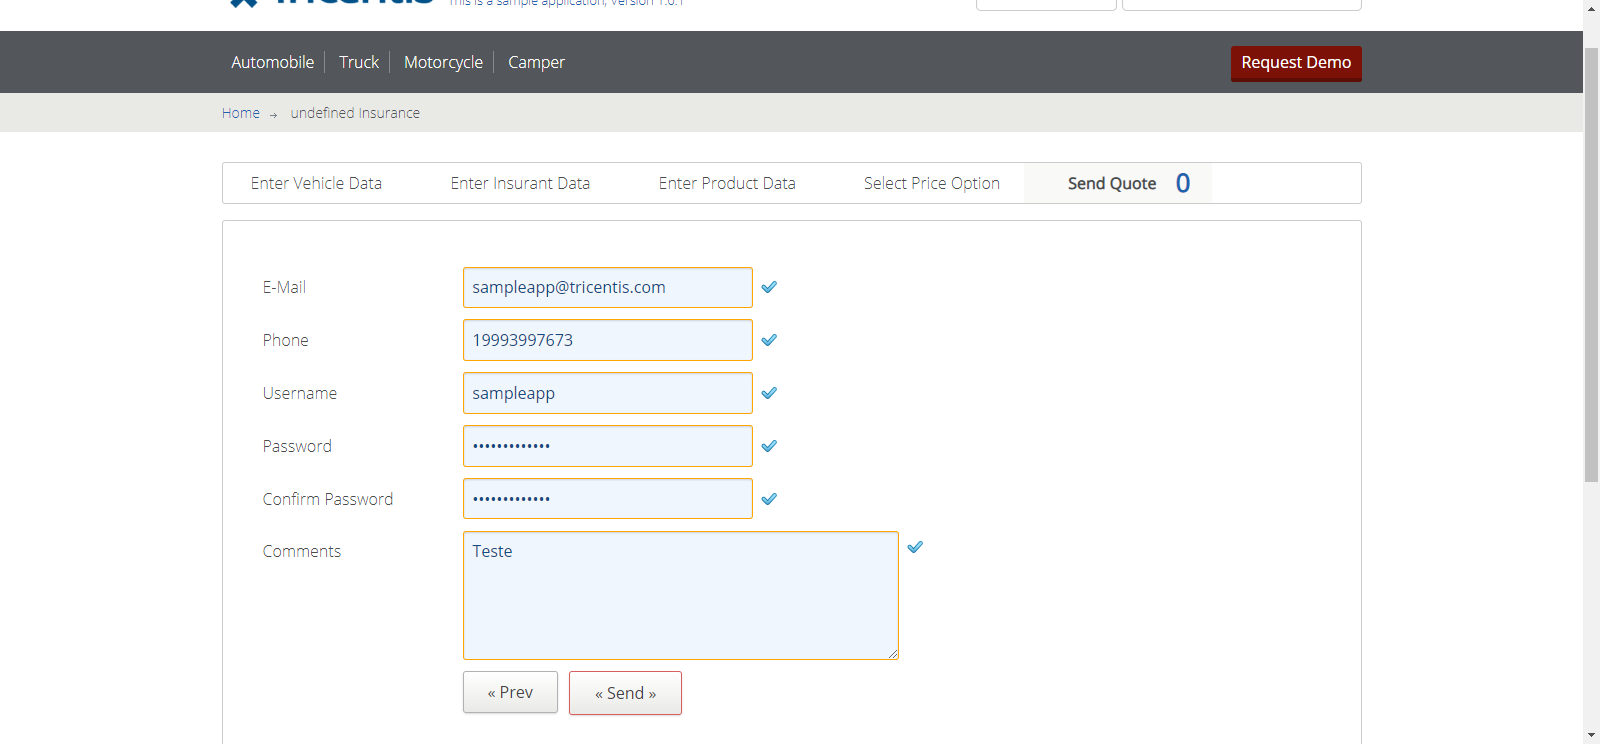 Tricentis This is a sample application, Version 1.0.1
Automobile Truck Motorcycle Camper Request Demo
Home → undefined Insurance
Enter Vehicle Data Enter Insurant Data Enter Product Data Select Price Option Send Quote 0
E-Mail sampleapp@tricentis.com
Phone 19993997673
Username sampleapp
Password •••••••••••••
Confirm Password •••••••••••••
Comments Teste
« Prev « Send »